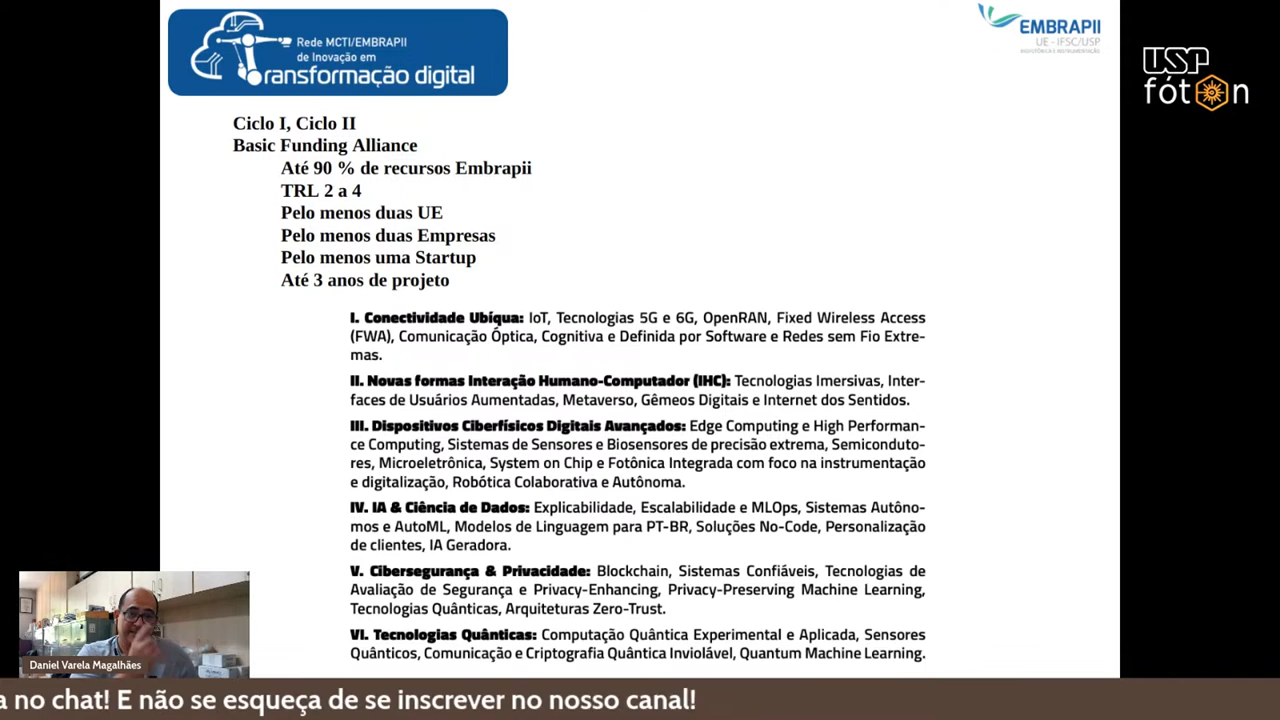 Rede MCTI/EMBRAPII
de Inovação em
Transformação digital
EMBRAPII
UE - IFSC/USP
BIOFOTÔNICA E INSTRUMENTAÇÃO
USP
fóton
Ciclo I, Ciclo II
Basic Funding Alliance
Até 90 % de recursos Embrapii
TRL 2 a 4
Pelo menos duas UE
Pelo menos duas Empresas
Pelo menos uma Startup
Até 3 anos de projeto
I. Conectividade Ubíqua: IoT, Tecnologias 5G e 6G, OpenRAN, Fixed Wireless Access
(FWA), Comunicação Óptica, Cognitiva e Definida por Software e Redes sem Fio Extre-
mas.
II. Novas formas Interação Humano-Computador (IHC): Tecnologias Imersivas, Inter-
faces de Usuários Aumentadas, Metaverso, Gêmeos Digitais e Internet dos Sentidos.
III. Dispositivos Ciberfísicos Digitais Avançados: Edge Computing e High Performan-
ce Computing, Sistemas de Sensores e Biosensores de precisão extrema, Semiconduto-
res, Microeletrônica, System on Chip e Fotônica Integrada com foco na instrumentação
e digitalização, Robótica Colaborativa e Autônoma.
IV. IA & Ciência de Dados: Explicabilidade, Escalabilidade e MLOps, Sistemas Autôno-
mos e AutoML, Modelos de Linguagem para PT-BR, Soluções No-Code, Personalização
de clientes, IA Geradora.
V. Cibersegurança & Privacidade: Blockchain, Sistemas Confiáveis, Tecnologias de
Avaliação de Segurança e Privacy-Enhancing, Privacy-Preserving Machine Learning,
Tecnologias Quânticas, Arquiteturas Zero-Trust.
VI. Tecnologias Quânticas: Computação Quântica Experimental e Aplicada, Sensores
Quânticos, Comunicação e Criptografia Quântica Inviolável, Quantum Machine Learning.
Daniel Varela Magalhães
a no chat! E não se esqueça de se inscrever no nosso canal!